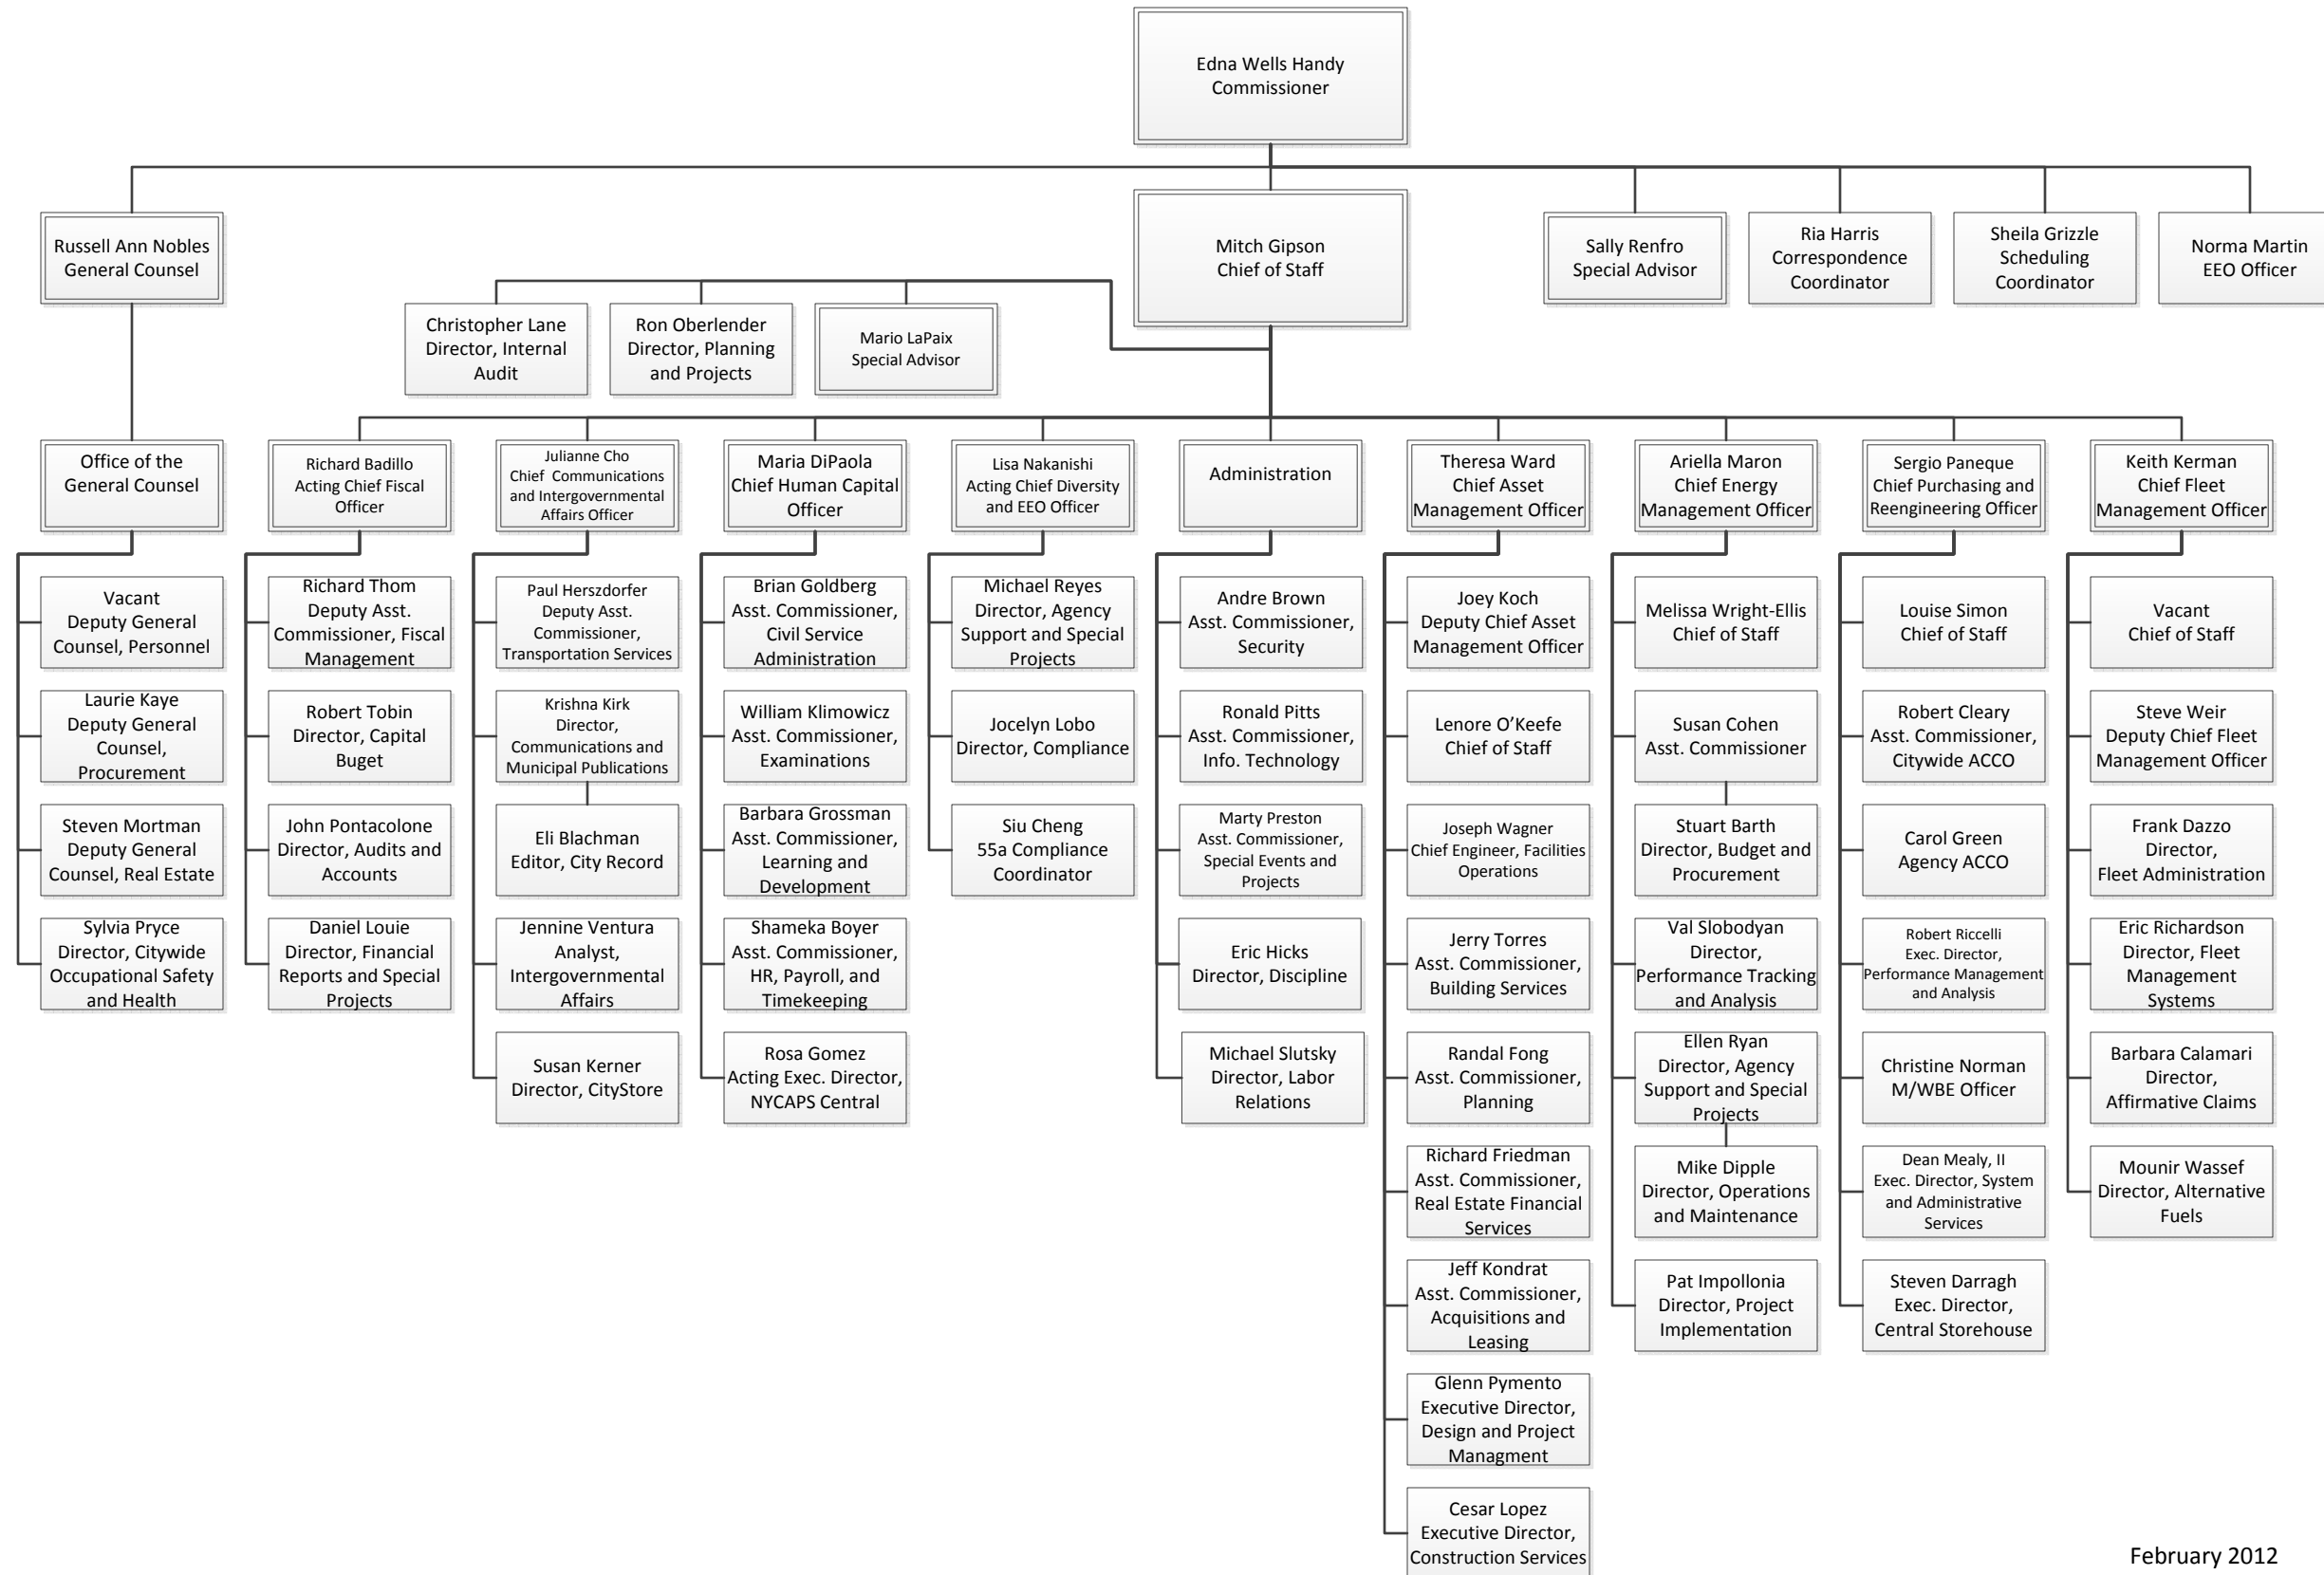 Edna Wells Handy
Commissioner
Russell Ann Nobles
General Counsel
Mitch Gipson
Chief of Staff
Sally Renfro
Special Advisor
Ria Harris
Correspondence
Coordinator
Sheila Grizzle
Scheduling
Coordinator
Norma Martin
EEO Officer
Christopher Lane
Director, Internal
Audit
Ron Oberlender
Director, Planning
and Projects
Mario LaPaix
Special Advisor
Office of the
General Counsel
Richard Badillo
Acting Chief Fiscal
Officer
Julianne Cho
Chief  Communications
and Intergovernmental
Affairs Officer
Maria DiPaola
Chief Human Capital
Officer
Lisa Nakanishi
Acting Chief Diversity
and EEO Officer
Administration
Theresa Ward
Chief Asset
Management Officer
Ariella Maron
Chief Energy
Management Officer
Sergio Paneque
Chief Purchasing and
Reengineering Officer
Keith Kerman
Chief Fleet
Management Officer
Vacant
Deputy General
Counsel, Personnel
Laurie Kaye
Deputy General
Counsel,
Procurement
Steven Mortman
Deputy General
Counsel, Real Estate
Sylvia Pryce
Director, Citywide
Occupational Safety
and Health
Richard Thom
Deputy Asst.
Commissioner, Fiscal
Management
Robert Tobin
Director, Capital
Buget
John Pontacolone
Director, Audits and
Accounts
Daniel Louie
Director, Financial
Reports and Special
Projects
Paul Herszdorfer
Deputy Asst.
Commissioner,
Transportation Services
Krishna Kirk
Director,
Communications and
Municipal Publications
Eli Blachman
Editor, City Record
Jennine Ventura
Analyst,
Intergovernmental
Affairs
Susan Kerner
Director, CityStore
Brian Goldberg
Asst. Commissioner,
Civil Service
Administration
William Klimowicz
Asst. Commissioner,
Examinations
Barbara Grossman
Asst. Commissioner,
Learning and
Development
Shameka Boyer
Asst. Commissioner,
HR, Payroll, and
Timekeeping
Rosa Gomez
Acting Exec. Director,
NYCAPS Central
Michael Reyes
Director, Agency
Support and Special
Projects
Jocelyn Lobo
Director, Compliance
Siu Cheng
55a Compliance
Coordinator
Andre Brown
Asst. Commissioner,
Security
Ronald Pitts
Asst. Commissioner,
Info. Technology
Marty Preston
Asst. Commissioner,
Special Events and
Projects
Eric Hicks
Director, Discipline
Michael Slutsky
Director, Labor
Relations
Joey Koch
Deputy Chief Asset
Management Officer
Lenore O’Keefe
Chief of Staff
Joseph Wagner
Chief Engineer, Facilities
Operations
Jerry Torres
Asst. Commissioner,
Building Services
Randal Fong
Asst. Commissioner,
Planning
Richard Friedman
Asst. Commissioner,
Real Estate Financial
Services
Jeff Kondrat
Asst. Commissioner,
Acquisitions and
Leasing
Glenn Pymento
Executive Director,
Design and Project
Managment
Cesar Lopez
Executive Director,
Construction Services
Melissa Wright-Ellis
Chief of Staff
Susan Cohen
Asst. Commissioner
Stuart Barth
Director, Budget and
Procurement
Val Slobodyan
Director,
Performance Tracking
and Analysis
Ellen Ryan
Director, Agency
Support and Special
Projects
Mike Dipple
Director, Operations
and Maintenance
Pat Impollonia
Director, Project
Implementation
Louise Simon
Chief of Staff
Robert Cleary
Asst. Commissioner,
Citywide ACCO
Carol Green
Agency ACCO
Robert Riccelli
Exec. Director,
Performance Management
and Analysis
Christine Norman
M/WBE Officer
Dean Mealy, II
Exec. Director, System
and Administrative
Services
Steven Darragh
Exec. Director,
Central Storehouse
Vacant
Chief of Staff
Steve Weir
Deputy Chief Fleet
Management Officer
Frank Dazzo
Director,
Fleet Administration
Eric Richardson
Director, Fleet
Management
Systems
Barbara Calamari
Director,
Affirmative Claims
Mounir Wassef
Director, Alternative
Fuels
February 2012